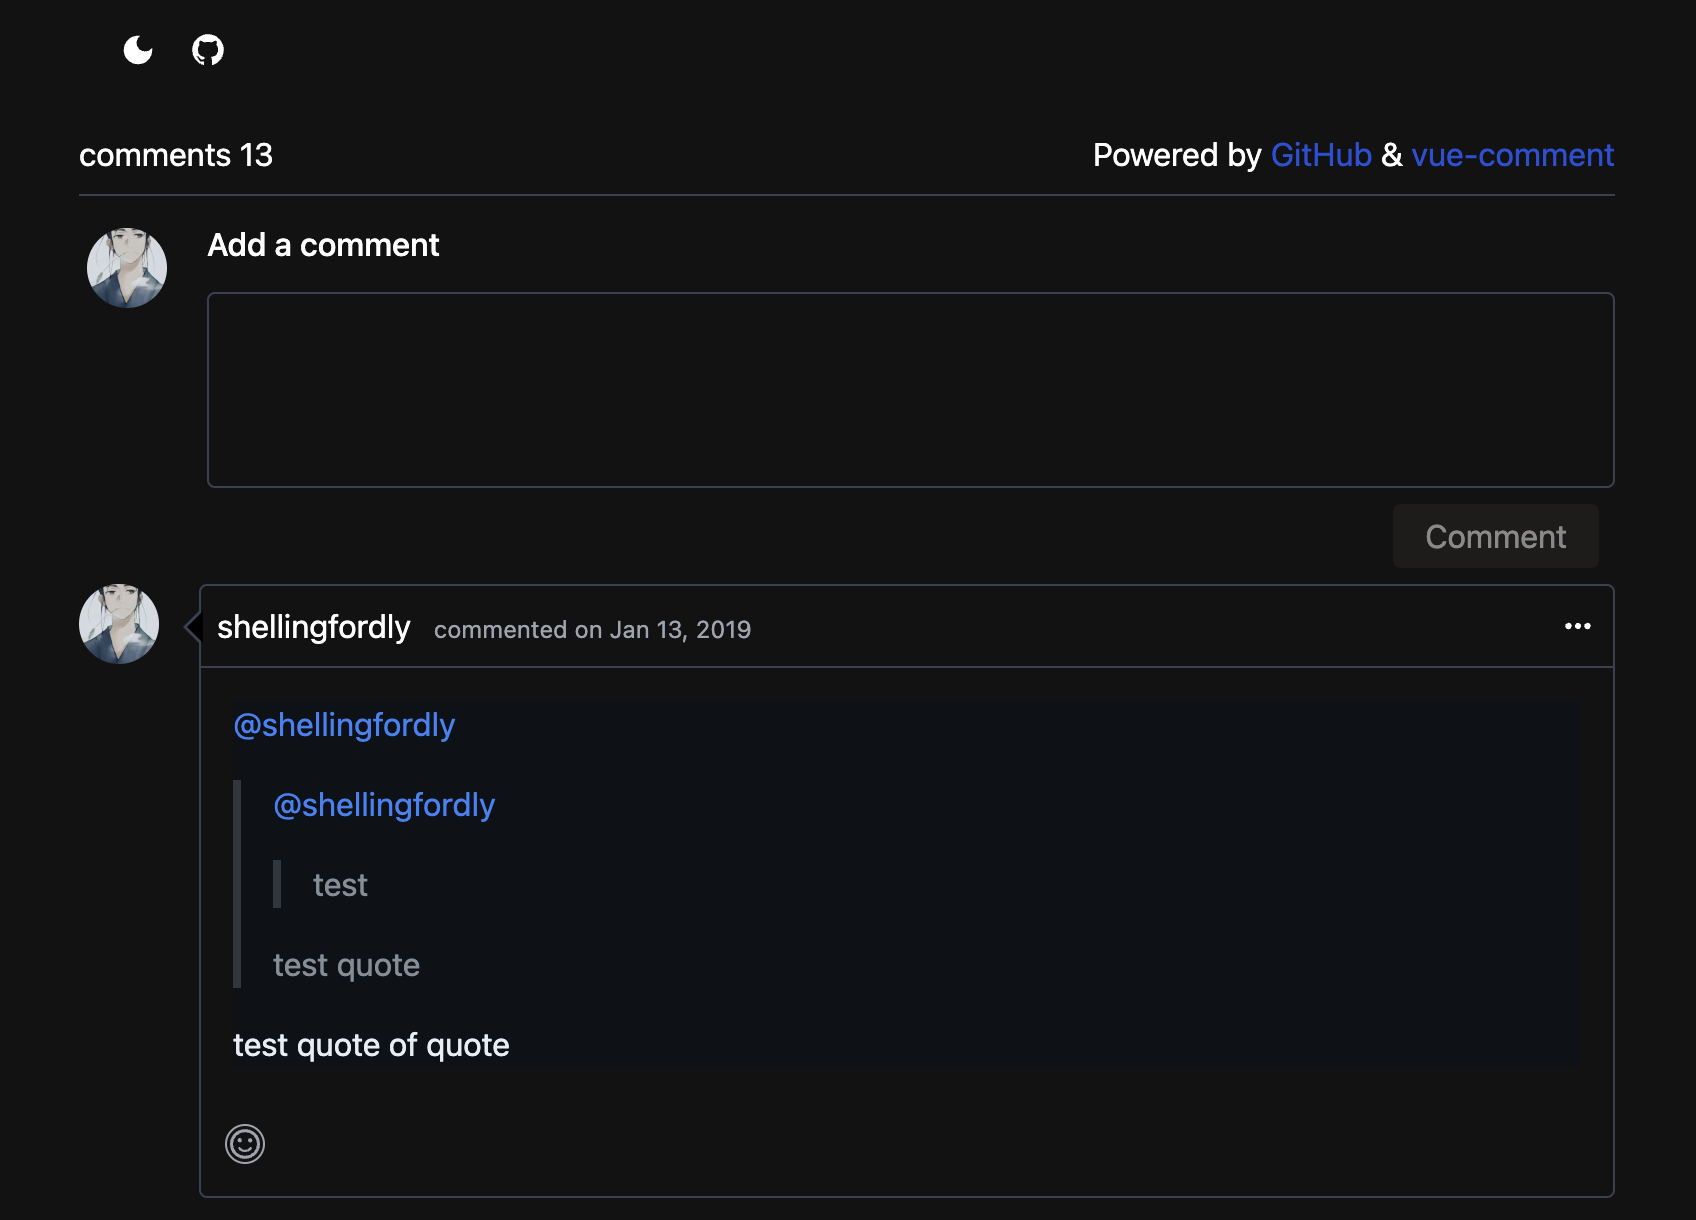 comments 13
Powered by GitHub & vue-comment
Add a comment
Comment
shellingfordly commented on Jan 13, 2019
@shellingfordly
@shellingfordly
test
test quote
test quote of quote